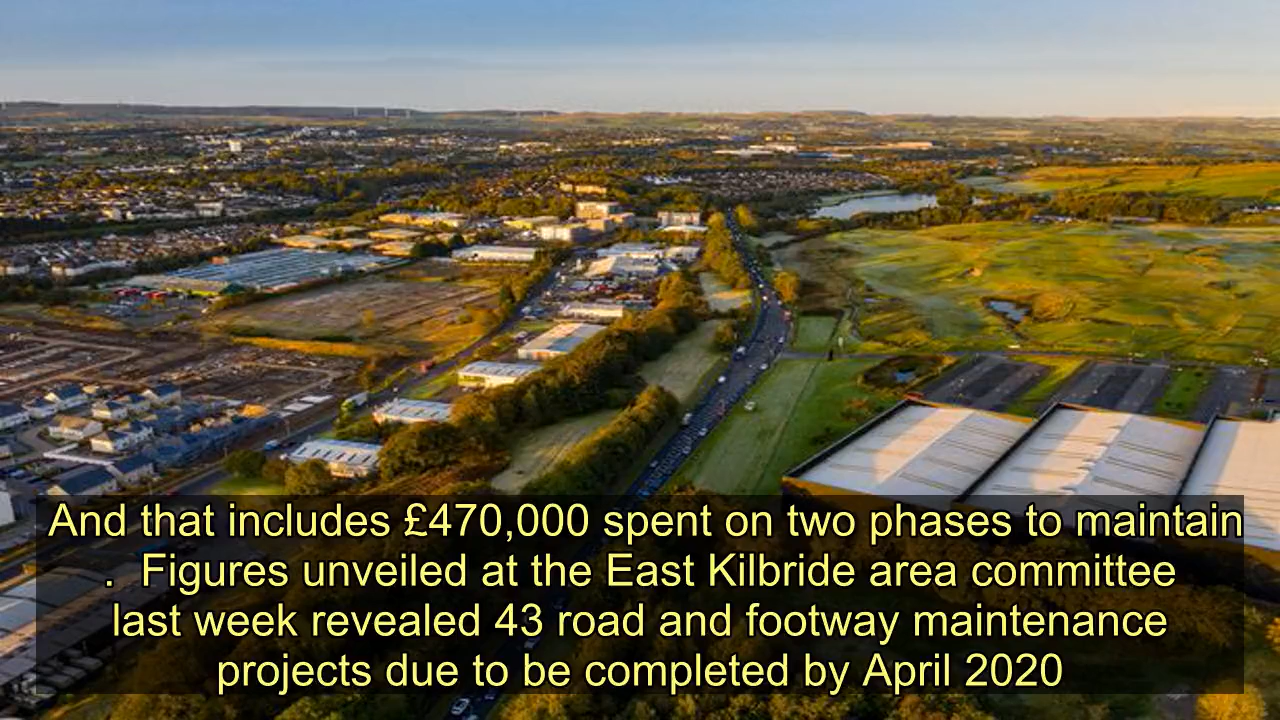 And that includes £470,000 spent on two phases to maintain
.  Figures unveiled at the East Kilbride area committee
last week revealed 43 road and footway maintenance
projects due to be completed by April 2020